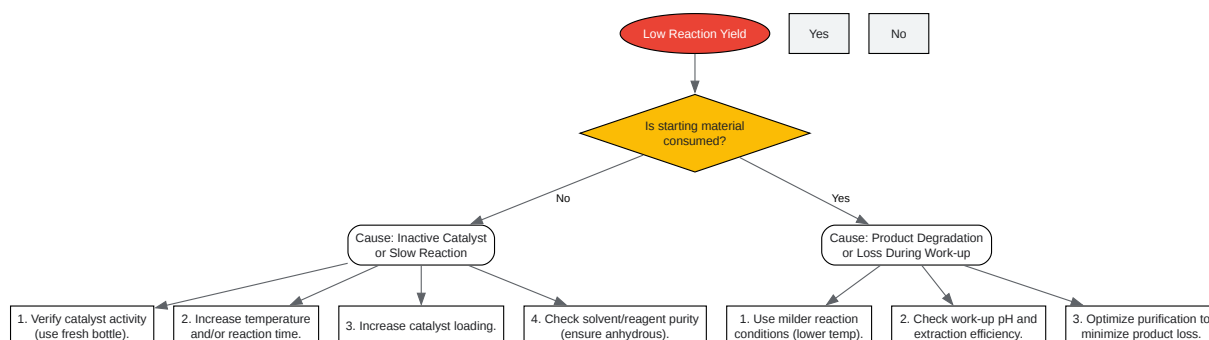 Low Reaction Yield
Yes
No
Is starting material
consumed?
No
Yes
Cause: Inactive Catalyst
or Slow Reaction
Cause: Product Degradation
or Loss During Work-up
1. Verify catalyst activity
(use fresh bottle).
2. Increase temperature
and/or reaction time.
3. Increase catalyst loading.
4. Check solvent/reagent purity
(ensure anhydrous).
1. Use milder reaction
conditions (lower temp).
2. Check work-up pH and
extraction efficiency.
3. Optimize purification to
minimize product loss.